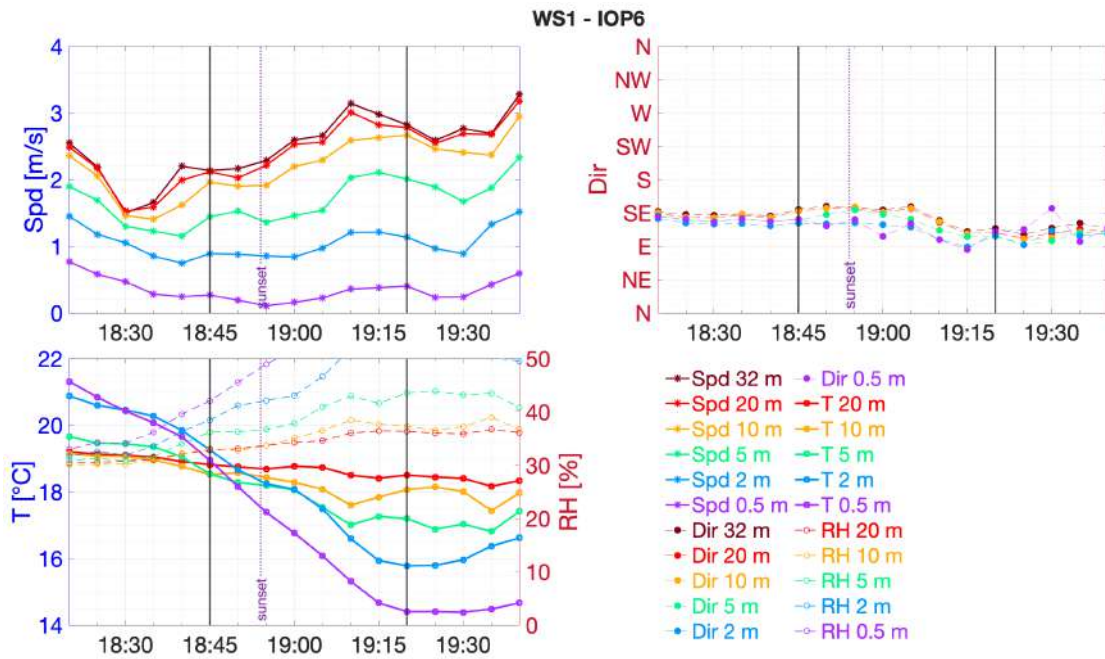 WS1 - IOP6
4
3
2
1
0
Spd [m/s]
sunset
18:30 18:45 19:00 19:15 19:30
N
NW
W
SW
S
SE
E
NE
N
Dir
sunset
18:30 18:45 19:00 19:15 19:30
22
20
18
16
14
T [°C]
50
40
30
20
10
0
RH [%]
sunset
18:30 18:45 19:00 19:15 19:30
Spd 32 m
Spd 20 m
Spd 10 m
Spd 5 m
Spd 2 m
Spd 0.5 m
Dir 32 m
Dir 20 m
Dir 10 m
Dir 5 m
Dir 2 m
Dir 0.5 m
T 20 m
T 10 m
T 5 m
T 2 m
T 0.5 m
RH 20 m
RH 10 m
RH 5 m
RH 2 m
RH 0.5 m